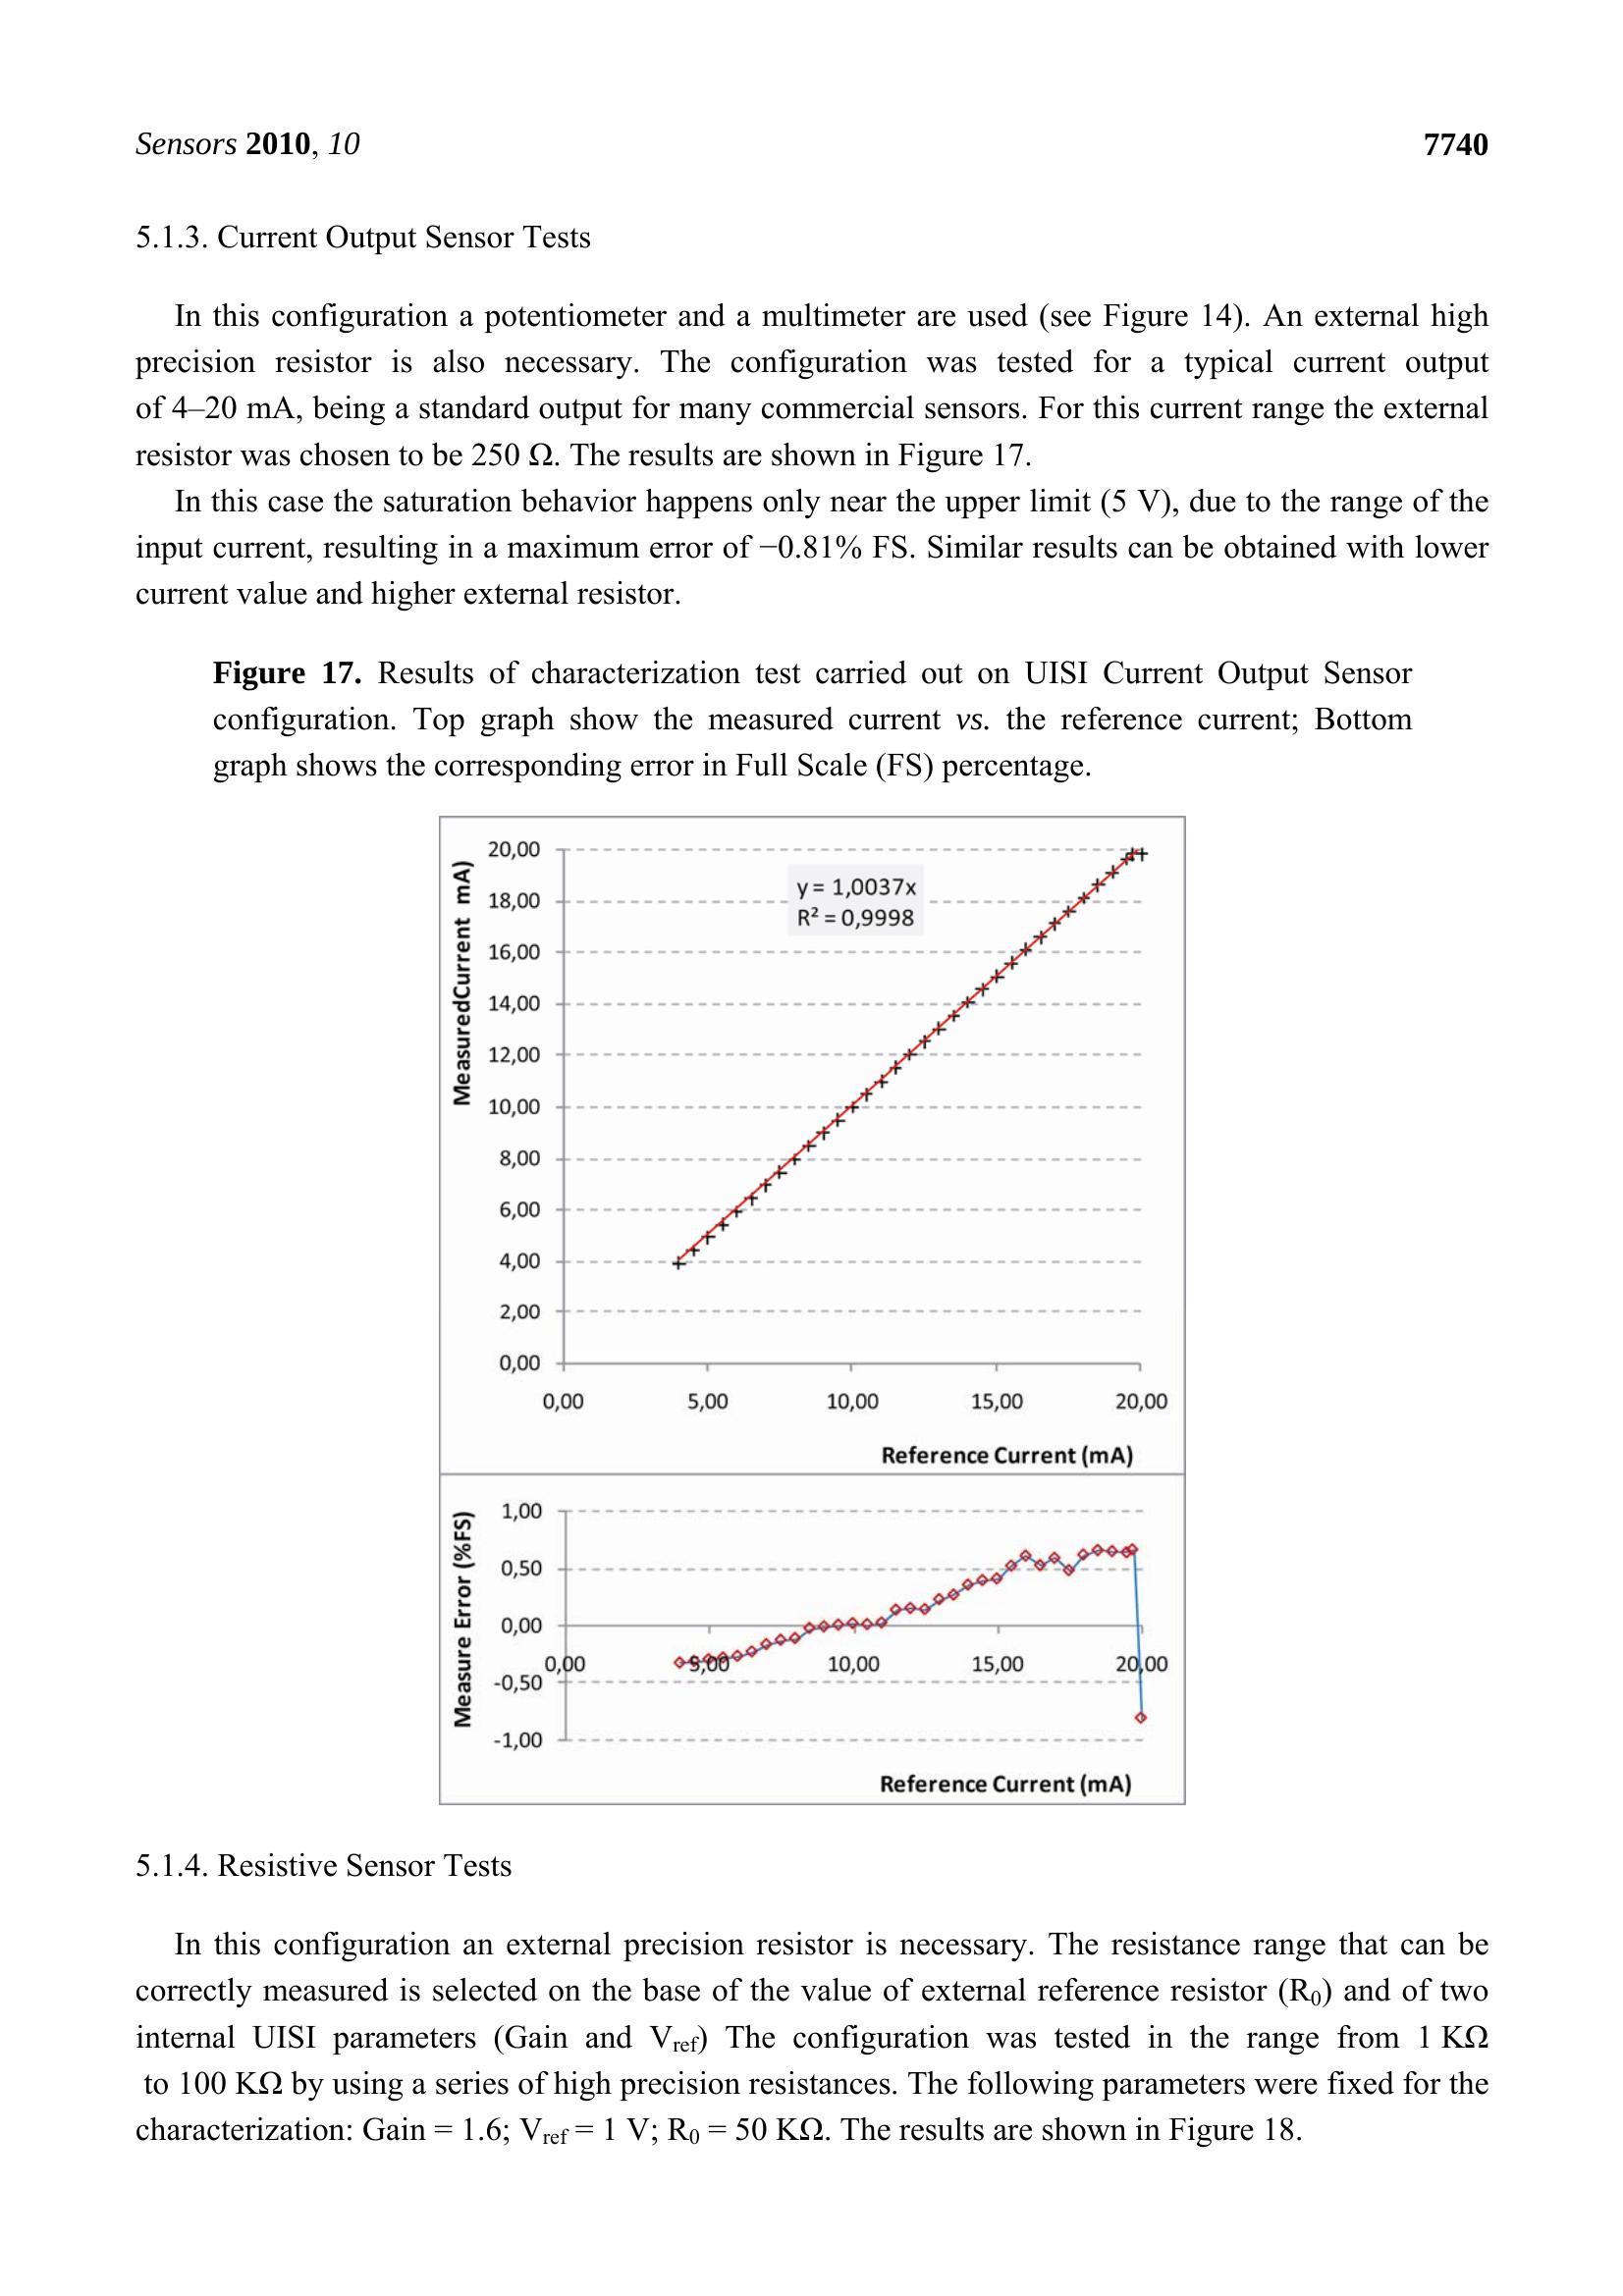 Sensors 2010, 10 7740
5.1.3. Current Output Sensor Tests
In this configuration a potentiometer and a multimeter are used (see Figure 14). An external high
precision resistor is also necessary. The configuration was tested for a typical current output
of 4–20 mA, being a standard output for many commercial sensors. For this current range the external
resistor was chosen to be 250 Ω. The results are shown in Figure 17.
In this case the saturation behavior happens only near the upper limit (5 V), due to the range of the
input current, resulting in a maximum error of −0.81% FS. Similar results can be obtained with lower
current value and higher external resistor.
Figure 17. Results of characterization test carried out on UISI Current Output Sensor
configuration. Top graph show the measured current vs. the reference current; Bottom
graph shows the corresponding error in Full Scale (FS) percentage.
MeasuredCurrent mA)
20,00
18,00
16,00
14,00
12,00
10,00
8,00
6,00
4,00
2,00
0,00
y = 1,0037x
R² = 0,9998
0,00 5,00 10,00 15,00 20,00
Reference Current (mA)
Measure Error (%FS)
1,00
0,50
0,00
-0,50
-1,00
0,00 5,00 10,00 15,00 20,00
Reference Current (mA)
5.1.4. Resistive Sensor Tests
In this configuration an external precision resistor is necessary. The resistance range that can be
correctly measured is selected on the base of the value of external reference resistor (R0) and of two
internal UISI parameters (Gain and Vref) The configuration was tested in the range from 1 KΩ
to 100 KΩ by using a series of high precision resistances. The following parameters were fixed for the
characterization: Gain = 1.6; Vref = 1 V; R0 = 50 KΩ. The results are shown in Figure 18.